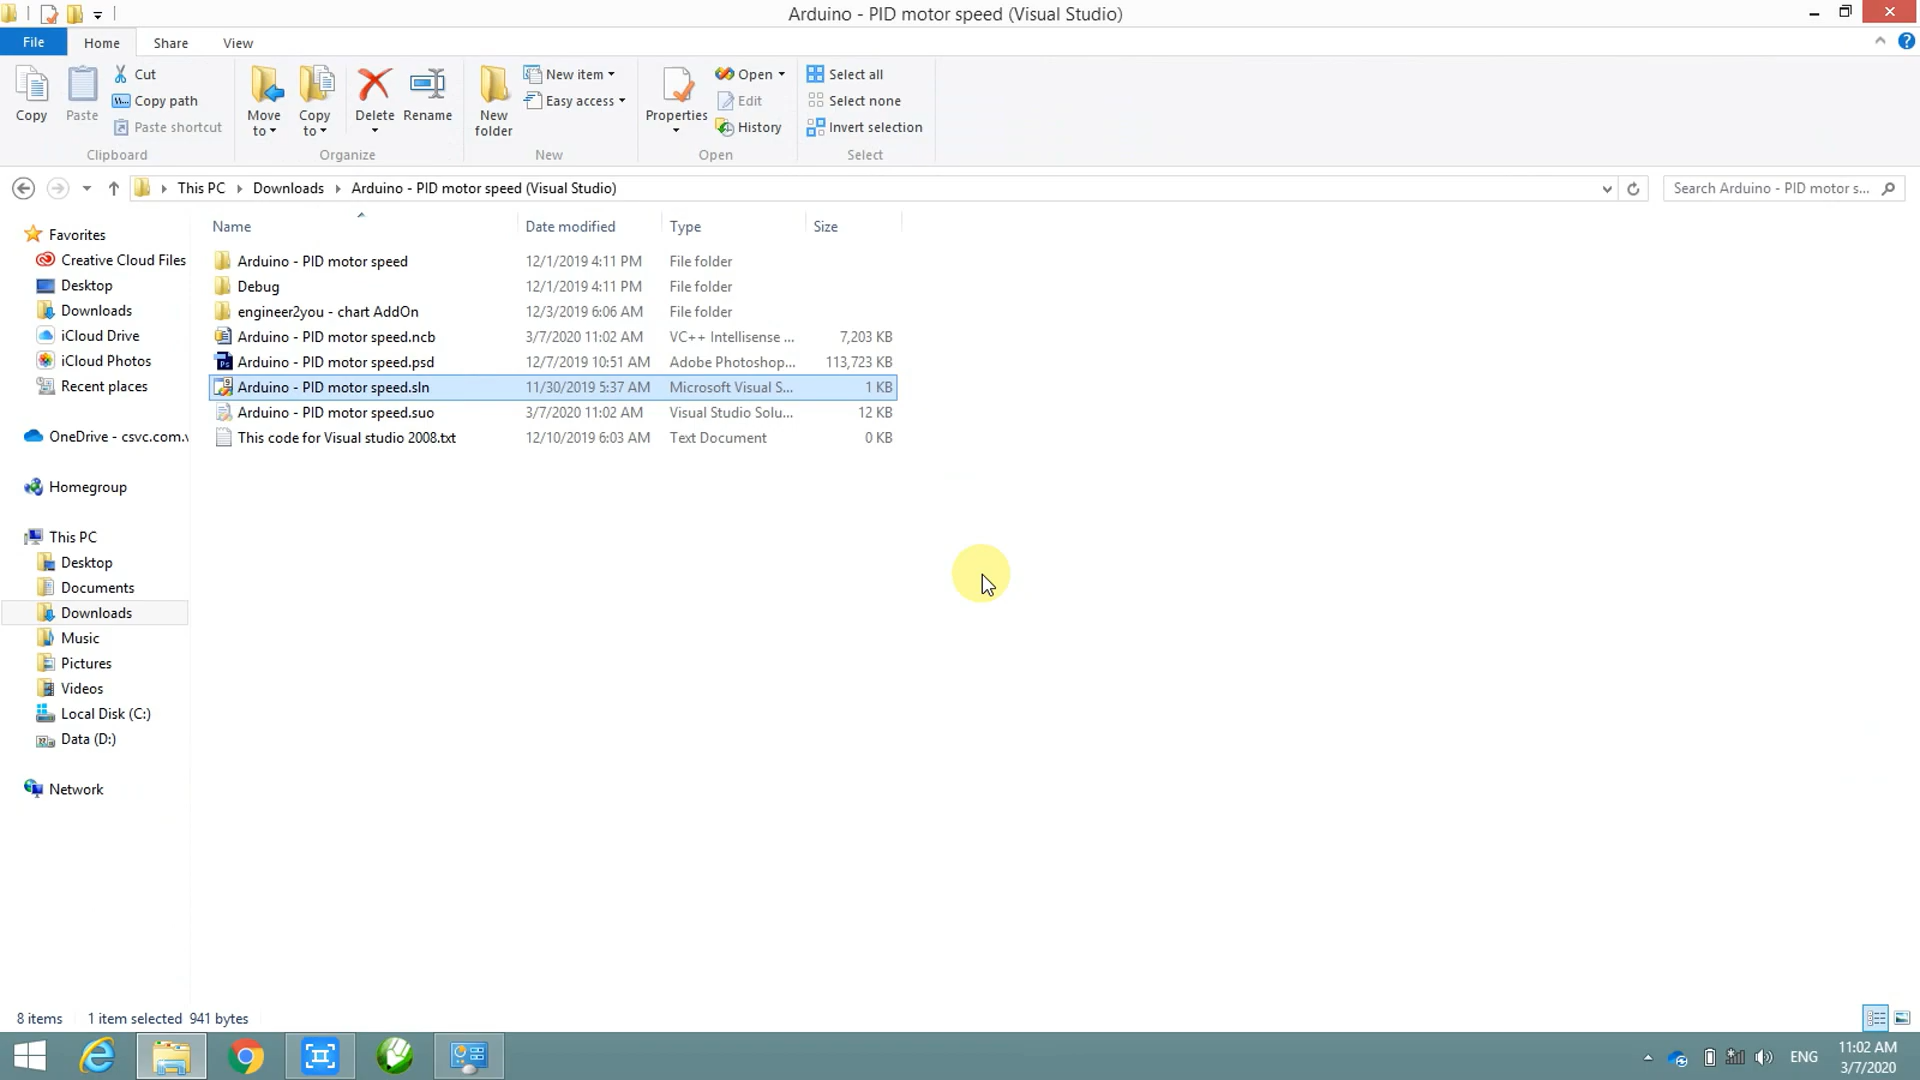 Arduino - PID motor speed (Visual Studio)
File Home Share View
Copy
Paste
Cut
Copy path
Paste shortcut
Clipboard
Move to
Copy to
Delete
Rename
Organize
New folder
New item
Easy access
New
Properties
Open
Edit
History
Open
Select all
Select none
Invert selection
Select
This PC Downloads Arduino - PID motor speed (Visual Studio)
Search Arduino - PID motor s...
Favorites
Creative Cloud Files
Desktop
Downloads
iCloud Drive
iCloud Photos
Recent places
OneDrive - csvc.com.v
Homegroup
This PC
Desktop
Documents
Downloads
Music
Pictures
Videos
Local Disk (C:)
Data (D:)
Network
Name Date modified Type Size
Arduino - PID motor speed 12/1/2019 4:11 PM File folder
Debug 12/1/2019 4:11 PM File folder
engineer2you - chart AddOn 12/3/2019 6:06 AM File folder
Arduino - PID motor speed.ncb 3/7/2020 11:02 AM VC++ Intellisense ... 7,203 KB
Arduino - PID motor speed.psd 12/7/2019 10:51 AM Adobe Photoshop... 113,723 KB
Arduino - PID motor speed.sln 11/30/2019 5:37 AM Microsoft Visual S... 1 KB
Arduino - PID motor speed.suo 3/7/2020 11:02 AM Visual Studio Solu... 12 KB
This code for Visual studio 2008.txt 12/10/2019 6:03 AM Text Document 0 KB
8 items 1 item selected 941 bytes
ENG
11:02 AM
3/7/2020